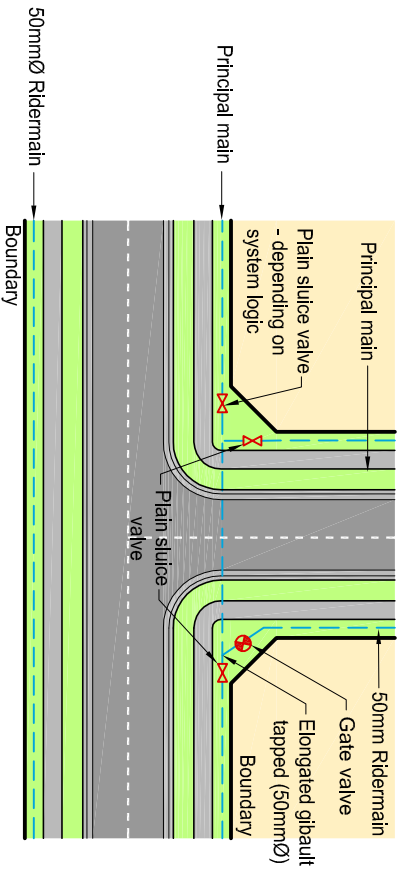 50mm Ridermain
Gate valve
Elongated gibault
tapped (50mmØ)
Boundary
Principal main
Plain sluice valve
- depending on
system logic
Plain sluice
valve
Principal main
50mmØ Ridermain
Boundary